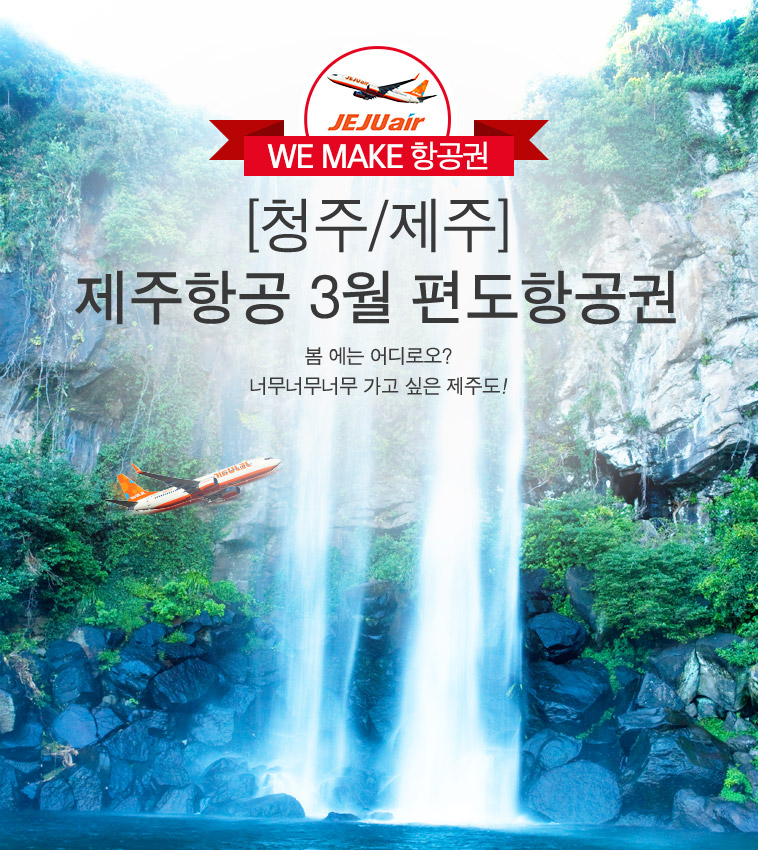 JEJUair
JEJUair
WE MAKE 항공권
[청주/제주]
제주항공 3월 편도항공권
봄 에는 어디로오?
너무너무너무 가고 싶은 제주도!
JEJUair